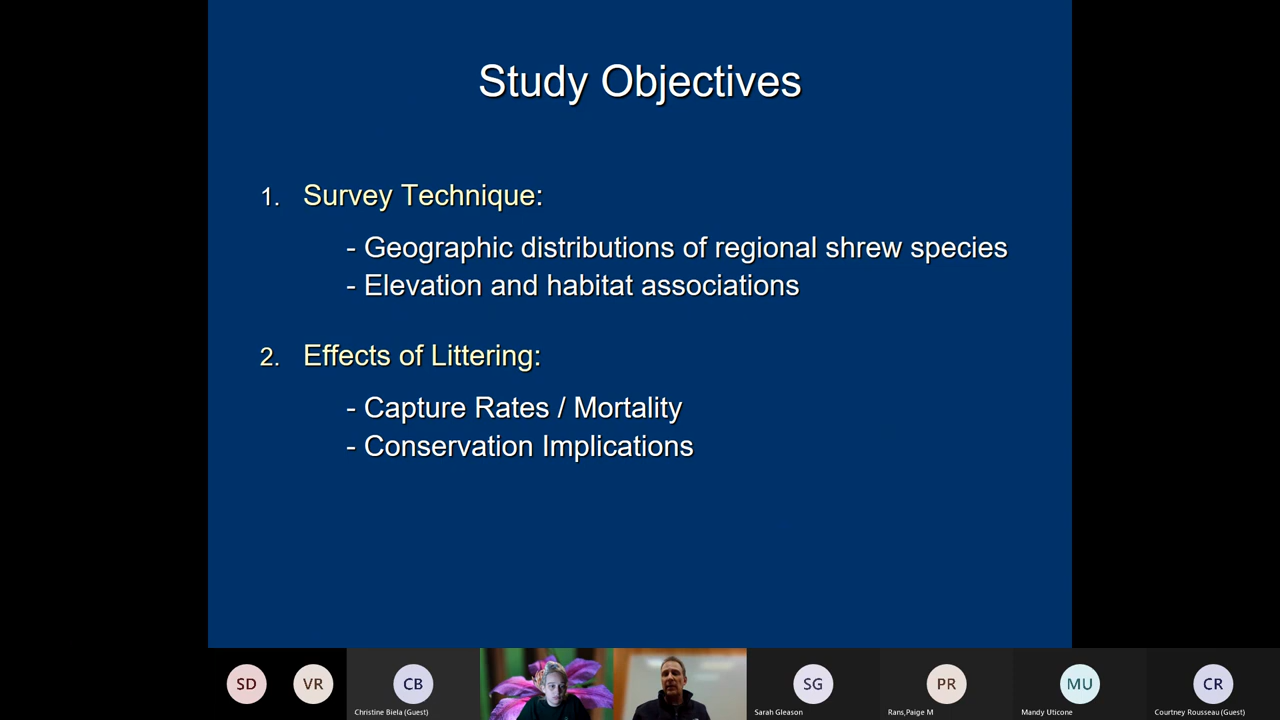 Study Objectives
1. Survey Technique:
- Geographic distributions of regional shrew species
- Elevation and habitat associations
2. Effects of Littering:
- Capture Rates / Mortality
- Conservation Implications
SD
VR
CB
SG
PR
MU
CR
Christine Biela (Guest)
Sarah Gleason
Rans,Paige M
Mandy Uticone
Courtney Rousseau (Guest)